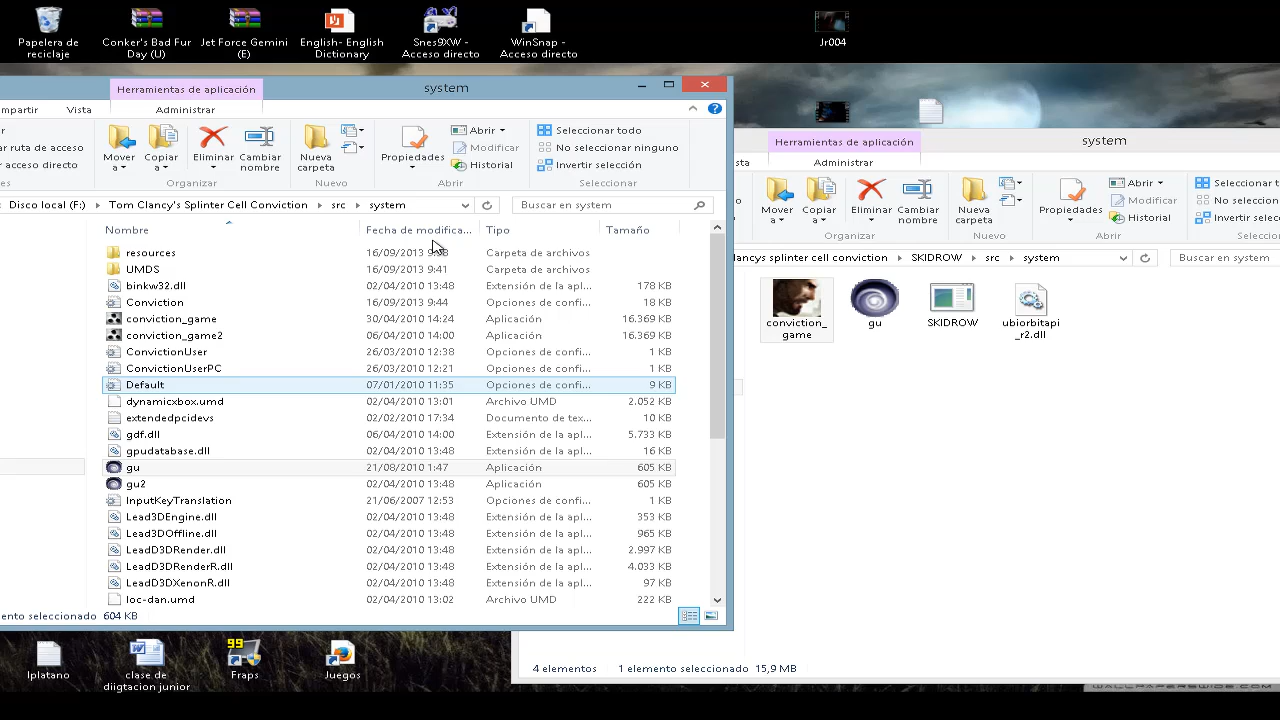 Papelera de
reciclaje
Conker's Bad Fur
Day (U)
Jet Force Gemini
(E)
English- English
Dictionary
Snes9XW -
Acceso directo
WinSnap -
Acceso directo
Jr004
Herramientas de aplicación
system
mpartir
Vista
Administrar
ar ruta de acceso
acceso directo
Mover
a
Copiar
a
Eliminar
Cambiar
nombre
Organizar
Nueva
carpeta
Nuevo
Propiedades
Abrir
Modificar
Historial
Abrir
Seleccionar todo
No seleccionar ninguno
Invertir selección
Seleccionar
Disco local (F:)
Tom Clancy's Splinter Cell Conviction
src
system
Buscar en system
Nombre Fecha de modifica... Tipo Tamaño
resources 16/09/2013 Carpeta de archivos
UMDS 16/09/2013 9:41 Carpeta de archivos
binkw32.dll 02/04/2010 13:48 Extensión de la apl... 178 KB
Conviction 16/09/2013 9:44 Opciones de confi... 18 KB
conviction_game 30/04/2010 14:24 Aplicación 16.369 KB
conviction_game2 06/04/2010 14:00 Aplicación 16.369 KB
ConvictionUser 26/03/2010 12:38 Opciones de confi... 1 KB
ConvictionUserPC 26/03/2010 12:21 Opciones de confi... 1 KB
Default 07/01/2010 11:35 Opciones de confi... 9 KB
dynamicxbox.umd 02/04/2010 13:01 Archivo UMD 2.052 KB
extendedpcidevs 02/02/2010 17:34 Documento de tex... 10 KB
gdf.dll 06/04/2010 14:00 Extensión de la apl... 5.733 KB
gpudatabase.dll 02/04/2010 13:48 Extensión de la apl... 16 KB
gu 21/08/2010 1:47 Aplicación 605 KB
gu2 02/04/2010 13:48 Aplicación 605 KB
InputKeyTranslation 21/06/2007 12:53 Opciones de confi... 1 KB
Lead3DEngine.dll 02/04/2010 13:48 Extensión de la apl... 353 KB
Lead3DOffline.dll 02/04/2010 13:48 Extensión de la apl... 965 KB
LeadD3DRender.dll 02/04/2010 13:48 Extensión de la apl... 2.997 KB
LeadD3DRenderR.dll 02/04/2010 13:48 Extensión de la apl... 4.033 KB
LeadD3DXenonR.dll 02/04/2010 13:48 Extensión de la apl... 97 KB
loc-dan.umd 02/04/2010 13:02 Archivo UMD 222 KB
ento seleccionado 604 KB
Herramientas de aplicación
system
sta
Administrar
Mover
a
Copiar
a
Eliminar
Cambiar
nombre
Organizar
Nueva
carpeta
Nuevo
Propiedades
Abrir
Modificar
Historial
Abrir
Seleccionar t
No selecciona
Invertir selecc
Seleccion
clancys splinter cell conviction
SKIDROW
src
system
Buscar en system
conviction_
game
gu
SKIDROW
ubiorbitapi
_r2.dll
4 elementos
1 elemento seleccionado 15,9 MB
Iplatano
clase de
diigtacion junior
99
Fraps
Juegos